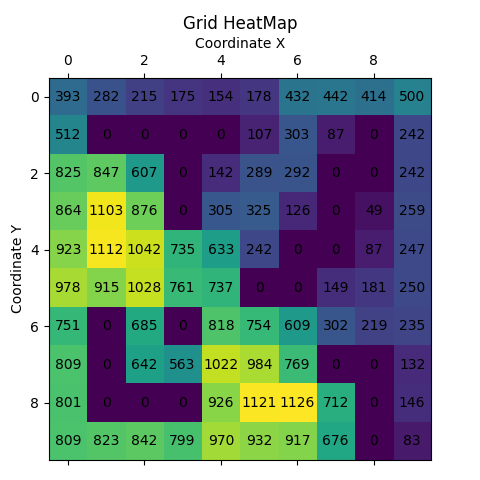 Grid HeatMap
Coordinate X
0 2 4 6 8
0 393 282 215 175 154 178 432 442 414 500
512 0 0 0 0 107 303 87 0 242
2 825 847 607 0 142 289 292 0 0 242
864 1103 876 0 305 325 126 0 49 259
4 923 1112 1042 735 633 242 0 0 87 247
978 915 1028 761 737 0 0 149 181 250
6 751 0 685 0 818 754 609 302 219 235
809 0 642 563 1022 984 769 0 0 132
8 801 0 0 0 926 1121 1126 712 0 146
809 823 842 799 970 932 917 676 0 83
Coordinate Y